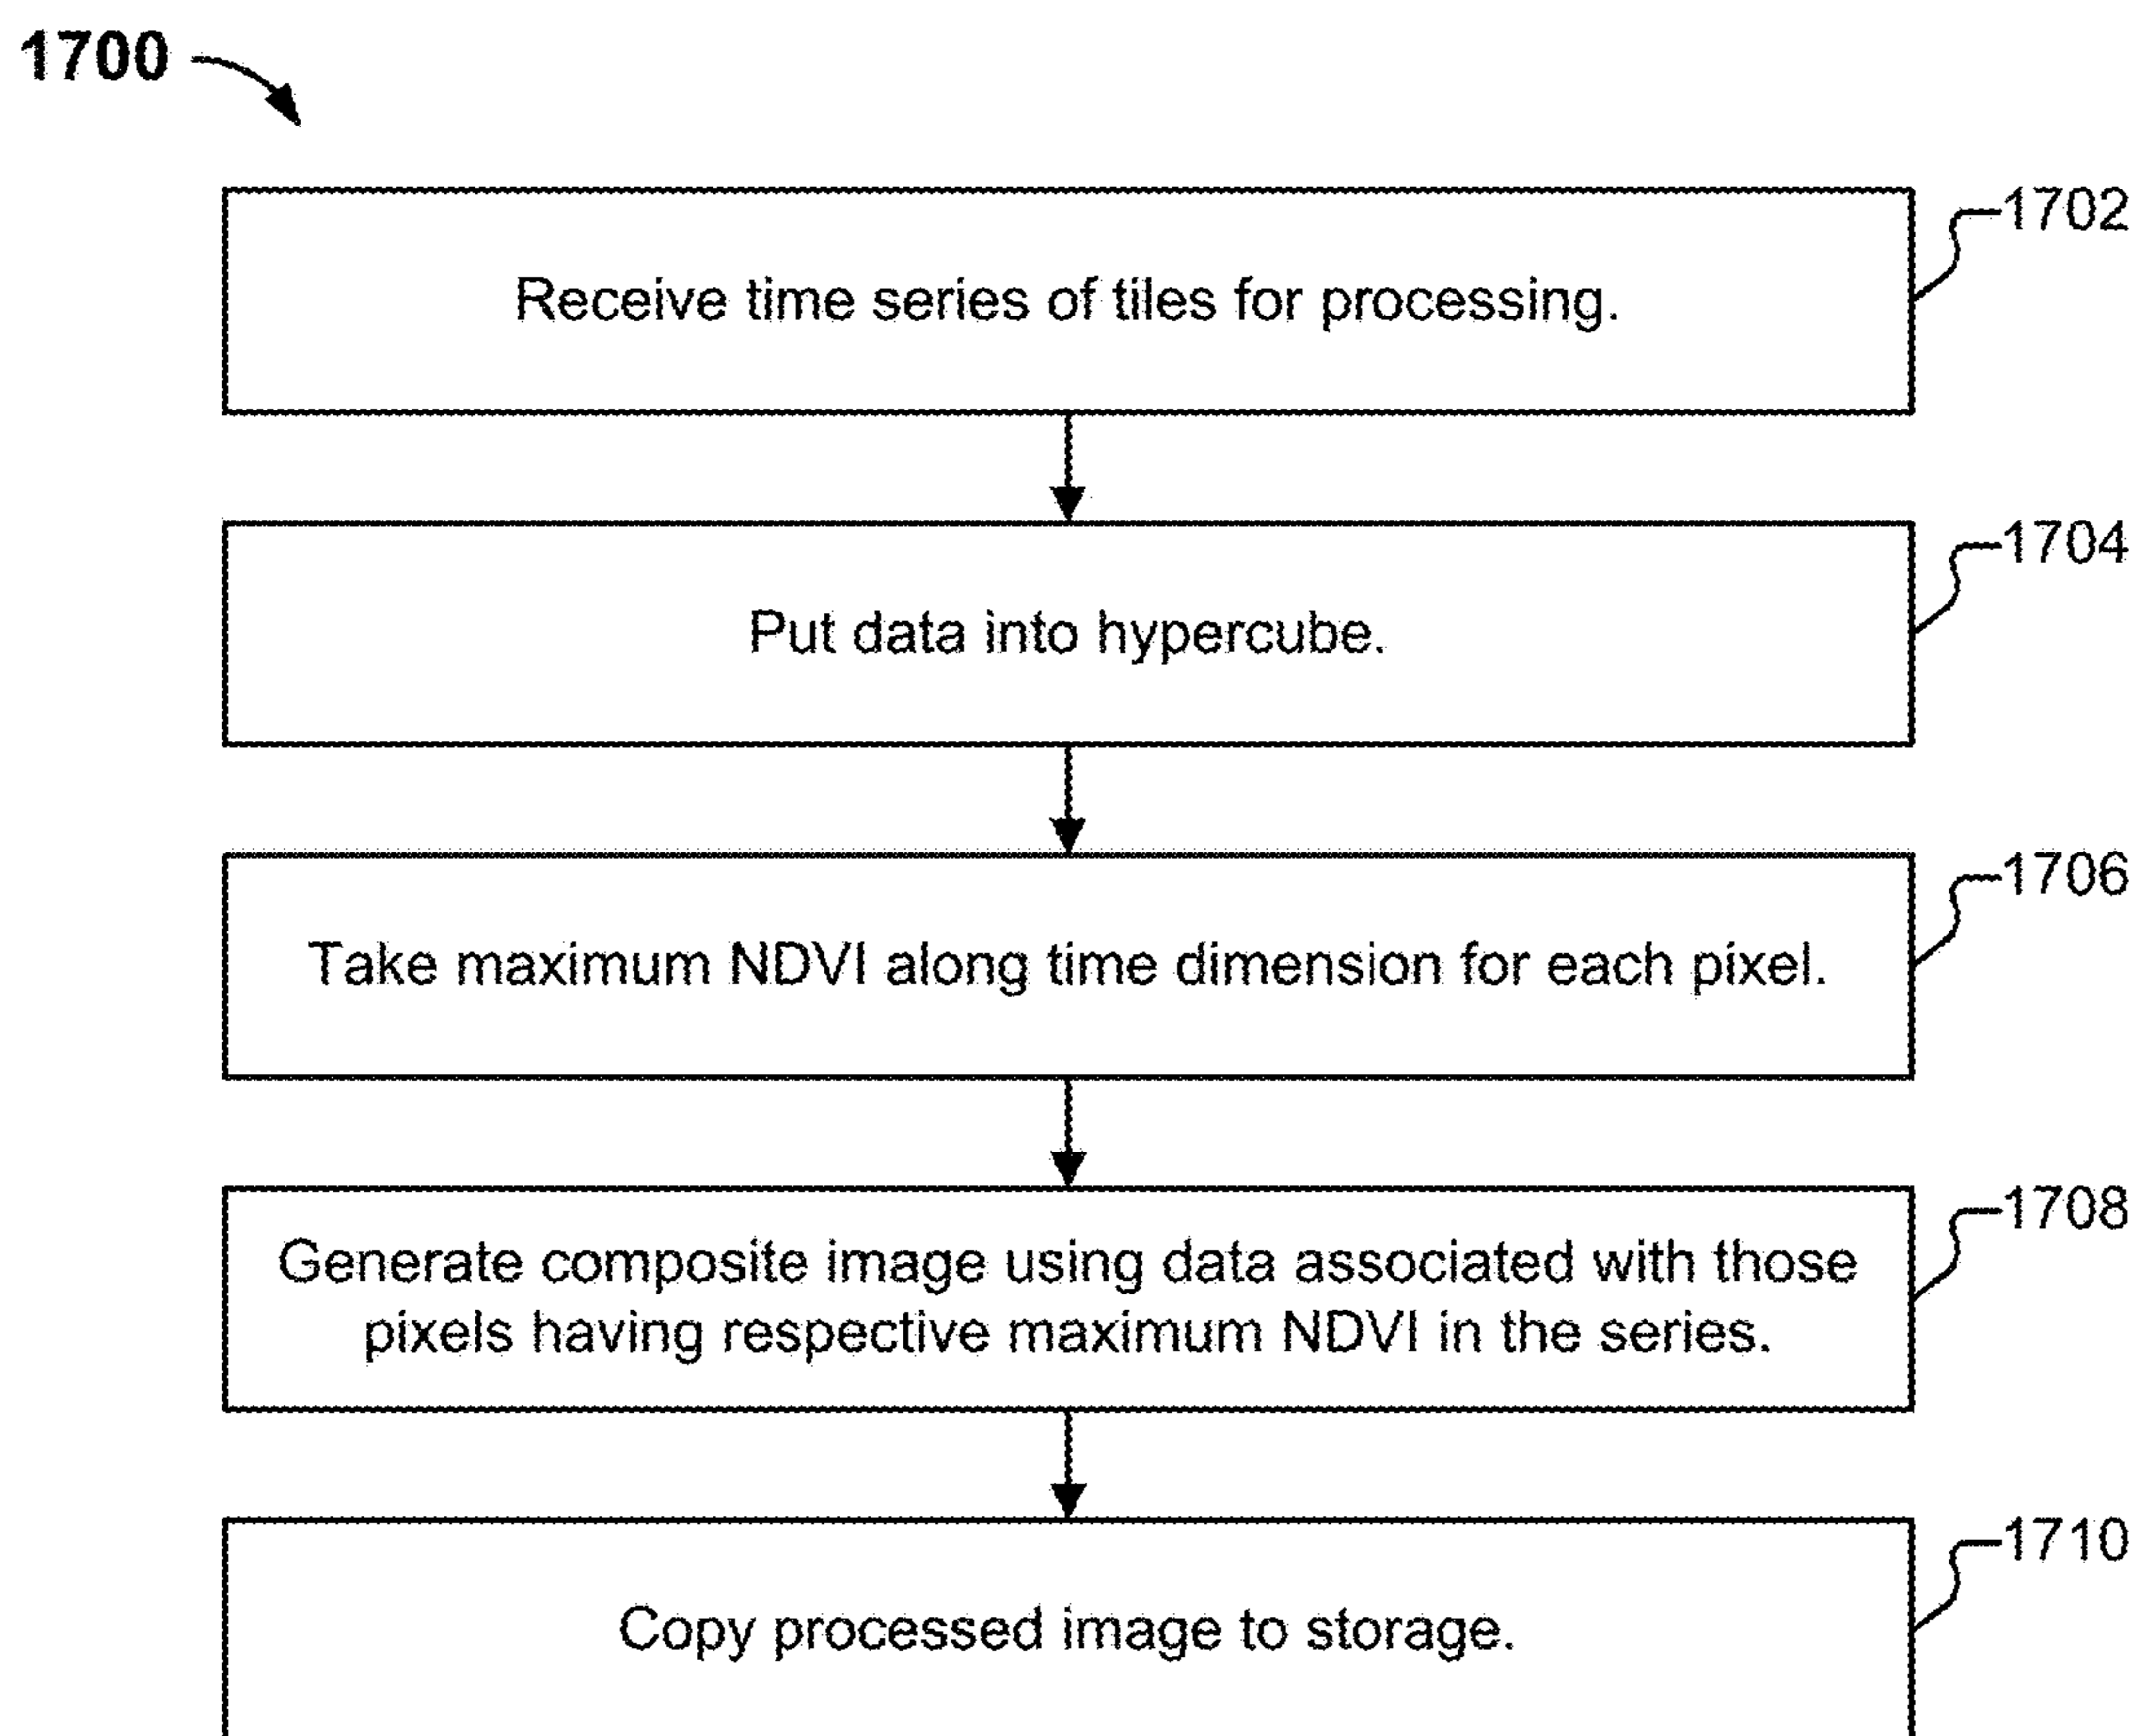 1700
1702
Receive time series of tiles for processing.
1704
Put data into hypercube.
1706
Take maximum NDVI along time dimension for each pixel.
1708
Generate composite image using data associated with those
pixels having respective maximum NDVI in the series.
1710
Copy processed image to storage.